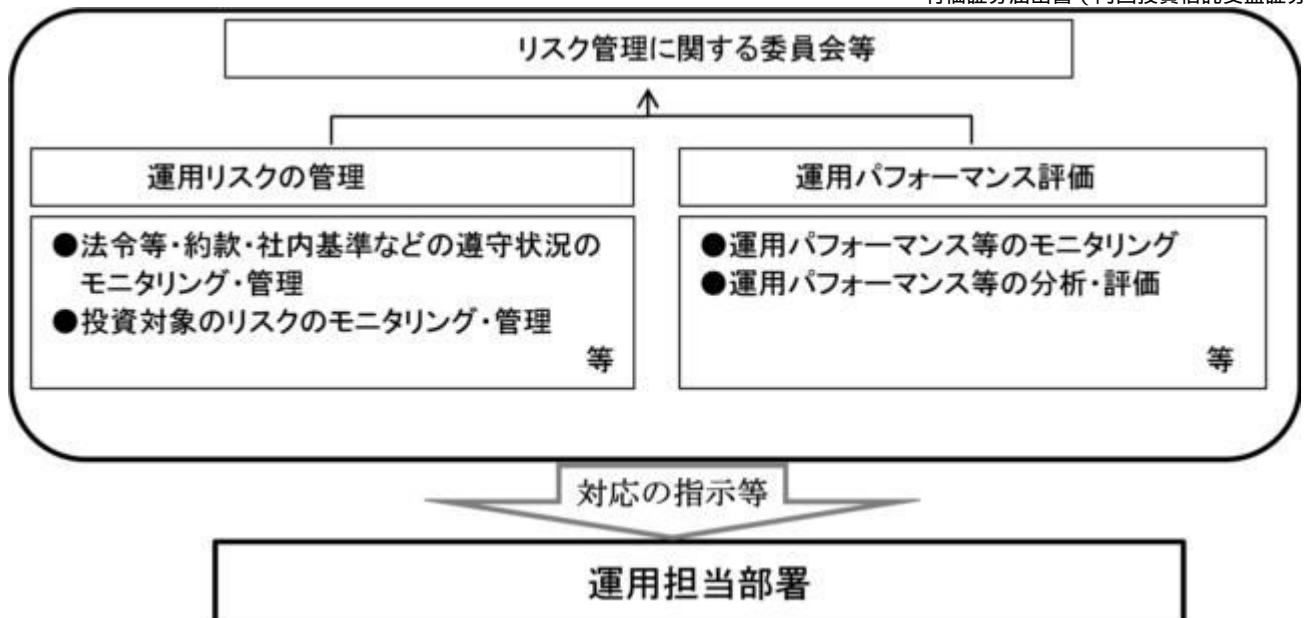 リスク管理に関する委員会等
運用リスクの管理
運用パフォーマンス評価
●法令等・約款・社内基準などの遵守状況の
モニタリング・管理
●投資対象のリスクのモニタリング・管理
等
●運用パフォーマンス等のモニタリング
●運用パフォーマンス等の分析・評価
等
対応の指示等
運用担当部署